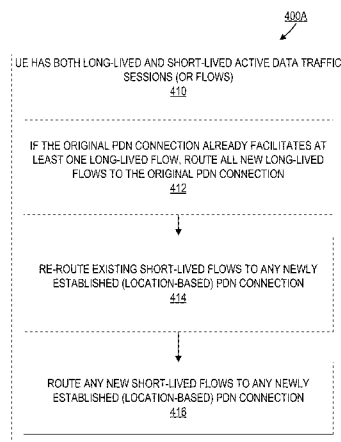 400A
UE HAS BOTH LONG-LIVED AND SHORT-LIVED ACTIVE DATA TRAFFIC
SESSIONS (OR FLOWS)
410
IF THE ORIGINAL PDN CONNECTION ALREADY FACILITATES AT
LEAST ONE LONG-LIVED FLOW, ROUTE ALL NEW LONG-LIVED
FLOWS TO THE ORIGINAL PDN CONNECTION
412
RE-ROUTE EXISTING SHORT-LIVED FLOWS TO ANY NEWLY
ESTABLISHED (LOCATION-BASED) PDN CONNECTION
414
ROUTE ANY NEW SHORT-LIVED FLOWS TO ANY NEWLY
ESTABLISHED (LOCATION-BASED) PDN CONNECTION
416